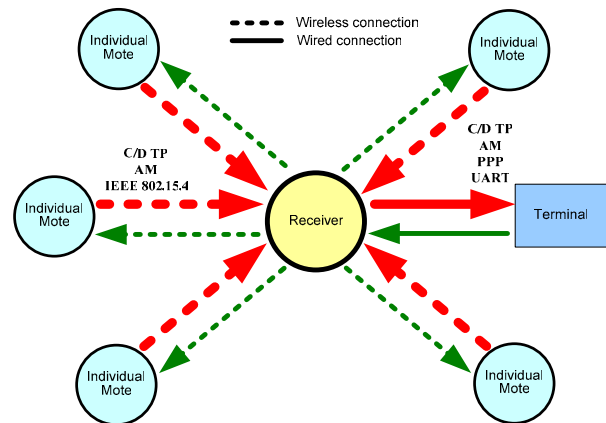 Wireless connection
Wired connection
Individual
Mote
Individual
Mote
C/D TP
AM
IEEE 802.15.4
C/D TP
AM
PPP
UART
Individual
Mote
Receiver
Terminal
Individual
Mote
Individual
Mote